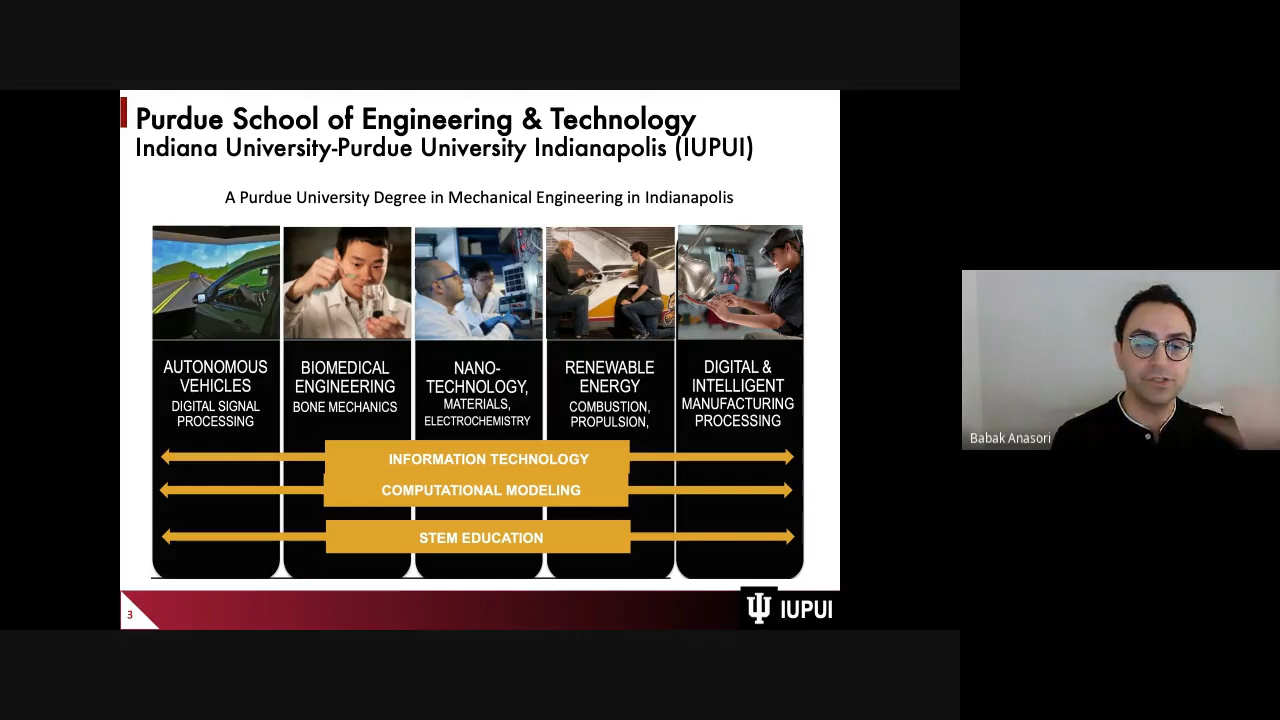 Purdue School of Engineering & Technology
Indiana University-Purdue University Indianapolis (IUPUI)
A Purdue University Degree in Mechanical Engineering in Indianapolis
AUTONOMOUS
VEHICLES
DIGITAL SIGNAL
PROCESSING
BIOMEDICAL
ENGINEERING
BONE MECHANICS
NANO-
TECHNOLOGY,
MATERIALS,
ELECTROCHEMISTRY
RENEWABLE
ENERGY
COMBUSTION,
PROPULSION,
DIGITAL &
INTELLIGENT
MANUFACTURING
PROCESSING
INFORMATION TECHNOLOGY
COMPUTATIONAL MODELING
STEM EDUCATION
3
IUPUI
Babak Anasori